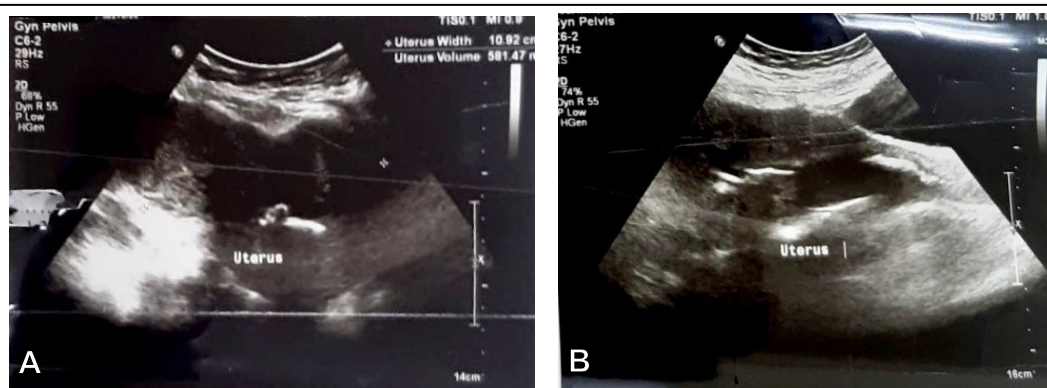 Gyn Pelvis
C6-2
29Hz
RS
2D
68%
Dyn R 55
P Low
HGen
TIS0.1 MI 0.9
Uterus Width 10.92 cm
Uterus Volume 581.47
Uterus
X
14cm
A
Gyn Pelvis
C6-2
RS
2D
74%
Dyn R 55
P Low
HGen
TIS0.1 MI
Uterus
X
16cm
B